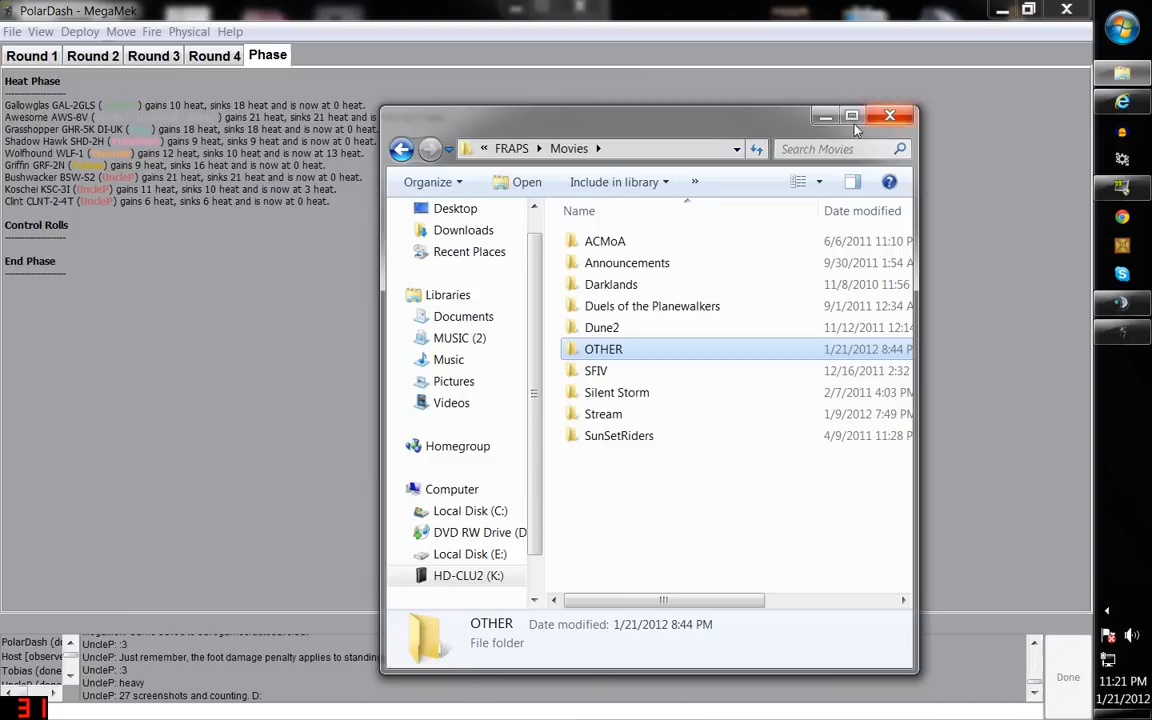 PolarDash - MegaMek
File View Deploy Move Fire Physical Help
Round 1 Round 2 Round 3 Round 4 Phase
Heat Phase
--------------------
Gallowglas GAL-2GLS ( ) gains 10 heat, sinks 18 heat and is now at 0 heat.
Awesome AWS-8V ( ) gains 21 heat, sinks 21 heat and is
Grasshopper GHR-5K DI-UK ( ) gains 18 heat, sinks 18 heat and is now at 0 heat.
Shadow Hawk SHD-2H ( ) gains 9 heat, sinks 9 heat and is now at 0 heat.
Wolfhound WLF-1 ( ) gains 12 heat, sinks 10 heat and is now at 13 heat.
Griffin GRF-2N ( ) gains 9 heat, sinks 16 heat and is now at 0 heat.
Bushwacker BSW-S2 (UncleP) gains 21 heat, sinks 21 heat and is now at 0 heat.
Koschei KSC-3I (UncleP) gains 11 heat, sinks 10 heat and is now at 3 heat.
Clint CLNT-2-4T (UncleP) gains 6 heat, sinks 6 heat and is now at 0 heat.
Control Rolls
--------------------
End Phase
--------------------
« FRAPS Movies
Search Movies
Organize Open Include in library »
Desktop
Downloads
Recent Places
Libraries
Documents
MUSIC (2)
Music
Pictures
Videos
Homegroup
Computer
Local Disk (C:)
DVD RW Drive (D
Local Disk (E:)
HD-CLU2 (K:)
Name Date modified
ACMoA 6/6/2011 11:10 P
Announcements 9/30/2011 1:54 A
Darklands 11/8/2010 11:56
Duels of the Planewalkers 9/1/2011 12:34 A
Dune2 11/12/2011 12:14
OTHER 1/21/2012 8:44 P
SFIV 12/16/2011 2:32
Silent Storm 2/7/2011 4:03 P
Stream 1/9/2012 7:49 P
SunSetRiders 4/9/2011 11:28 P
OTHER Date modified: 1/21/2012 8:44 PM
File folder
PolarDash (d
Host [observe
Tobias (done
UncleP: :3
UncleP: Just remember, the foot damage penalty applies to standin
UncleP: :3
UncleP: heavy
UncleP: 27 screenshots and counting. D:
Done
31
11:21 PM
1/21/2012